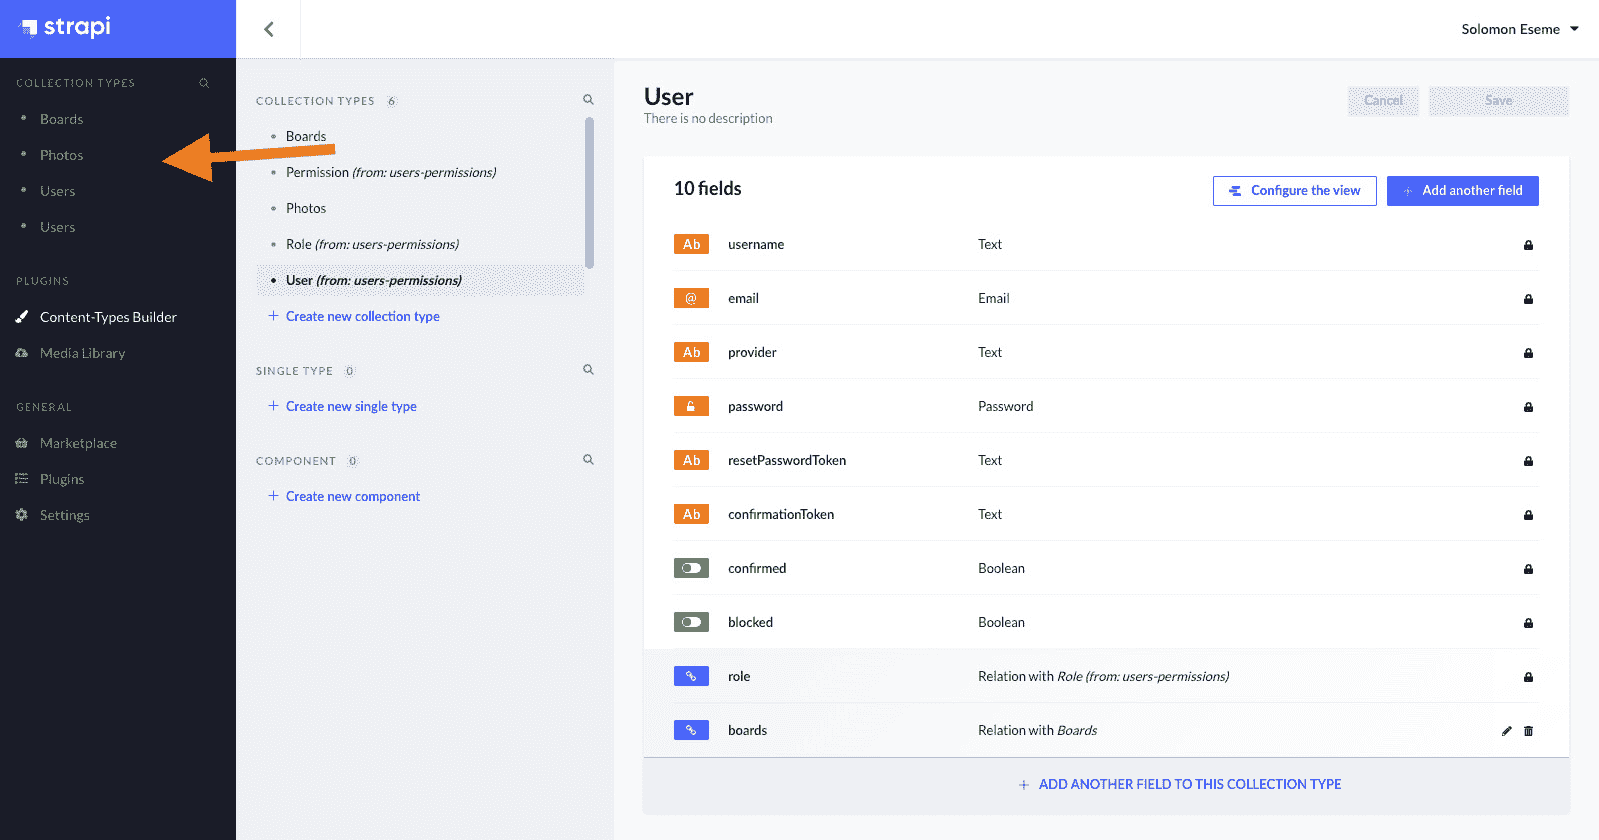 strapi
Solomon Eseme
COLLECTION TYPES
Boards
Photos
Users
Users
PLUGINS
Content-Types Builder
Media Library
GENERAL
Marketplace
Plugins
Settings
COLLECTION TYPES 6
Boards
Permission (from: users-permissions)
Photos
Role (from: users-permissions)
User (from: users-permissions)
+ Create new collection type
SINGLE TYPE 0
+ Create new single type
COMPONENT 0
+ Create new component
User
There is no description
Cancel Save
10 fields
Configure the view + Add another field
Ab username Text
@ email Email
Ab provider Text
password Password
Ab resetPasswordToken Text
Ab confirmationToken Text
confirmed Boolean
blocked Boolean
role Relation with Role (from: users-permissions)
boards Relation with Boards
+ ADD ANOTHER FIELD TO THIS COLLECTION TYPE